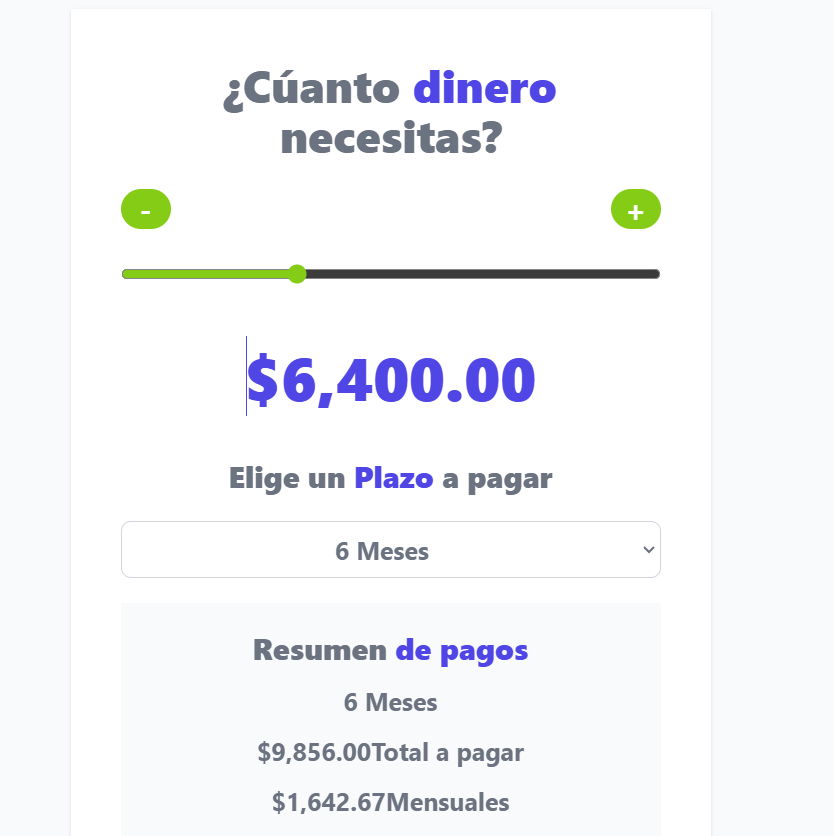 ¿Cúanto dinero
necesitas?
-
+
$6,400.00
Elige un Plazo a pagar
6 Meses
Resumen de pagos
6 Meses
$9,856.00Total a pagar
$1,642.67Mensuales